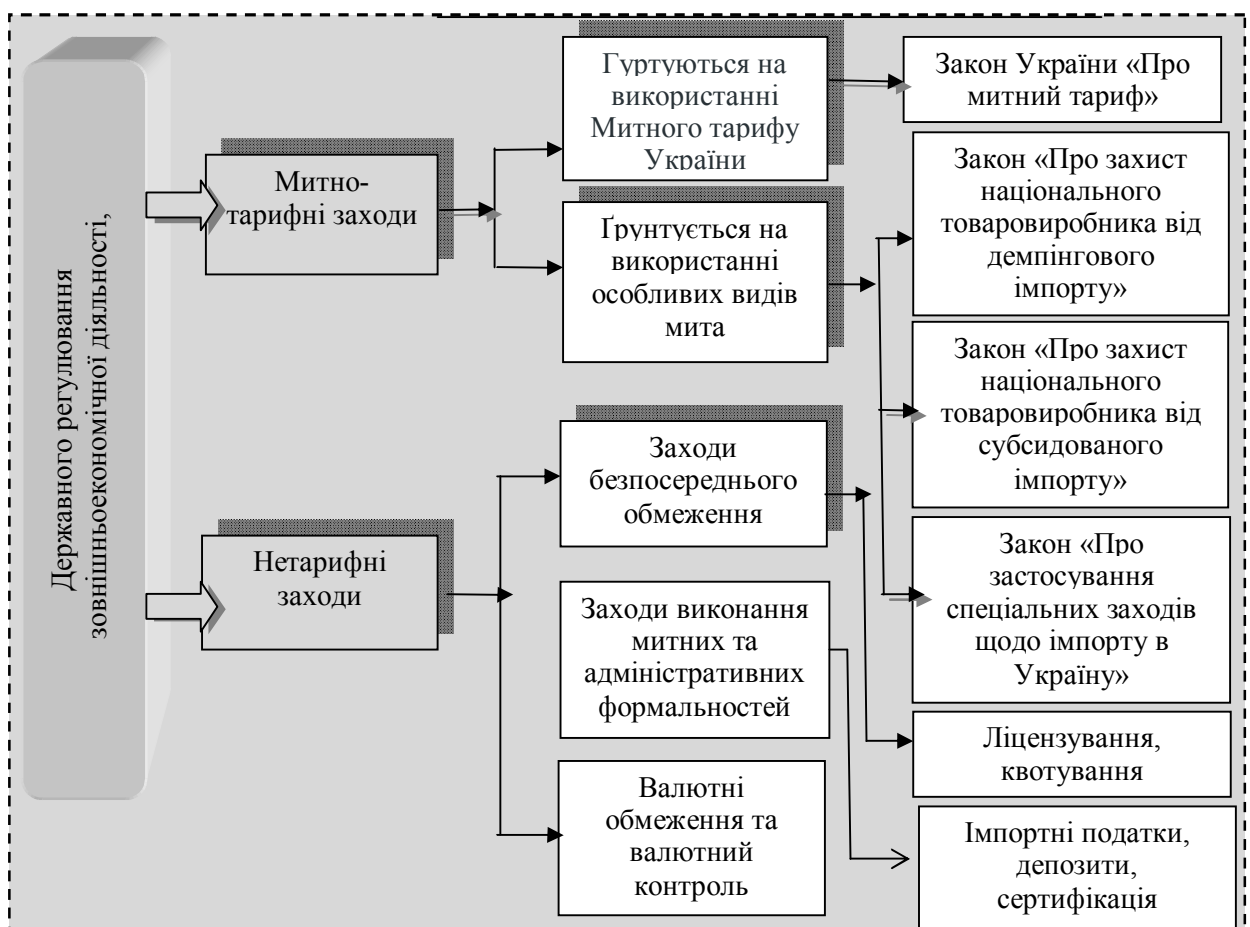 Державного регулювання
зовнішньоекономічної діяльності,
Митно-
тарифні заходи
Нетарифні
заходи
Гуртуються на
використанні
Митного тарифу
України
Ґрунтується на
використанні
особливих видів
мита
Заходи
безпосереднього
обмеження
Заходи виконання
митних та
адміністративних
формальностей
Валютні
обмеження та
валютний
контроль
Закон України «Про
митний тариф»
Закон «Про захист
національного
товаровиробника від
демпінгового
імпорту»
Закон «Про захист
національного
товаровиробника від
субсидованого
імпорту»
Закон «Про
застосування
спеціальних заходів
щодо імпорту в
Україну»
Ліцензування,
квотування
Імпортні податки,
депозити,
сертифікація